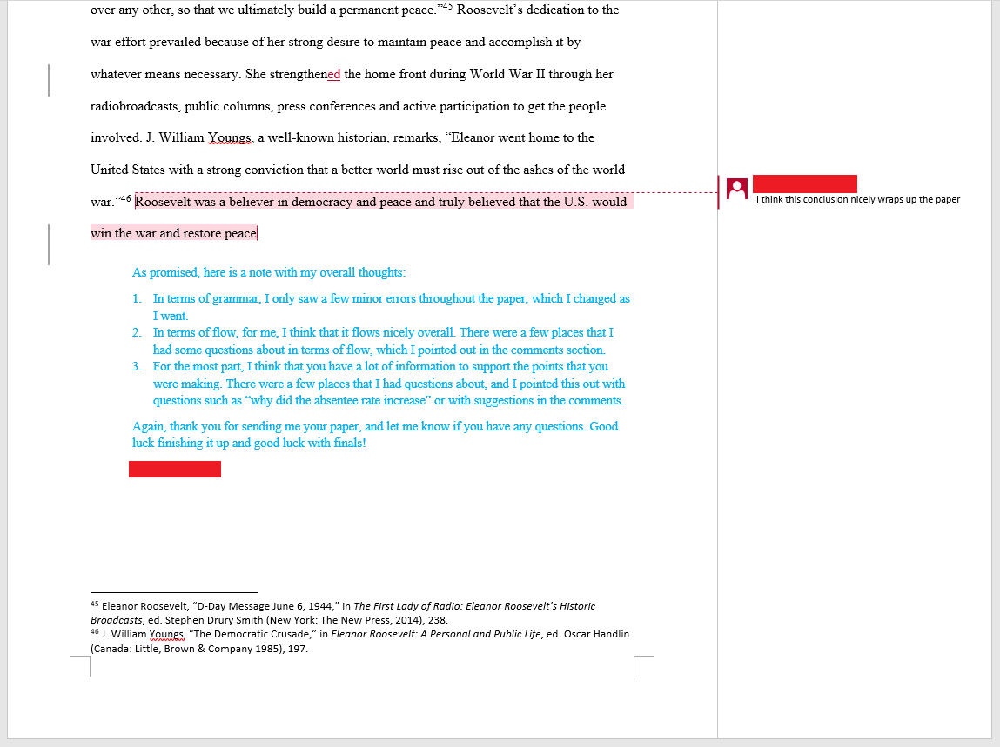 over any other, so that we ultimately build a permanent peace.”45 Roosevelt’s dedication to the
war effort prevailed because of her strong desire to maintain peace and accomplish it by
whatever means necessary. She strengthened the home front during World War II through her
radiobroadcasts, public columns, press conferences and active participation to get the people
involved. J. William Youngs, a well-known historian, remarks, “Eleanor went home to the
United States with a strong conviction that a better world must rise out of the ashes of the world
war.”46 Roosevelt was a believer in democracy and peace and truly believed that the U.S. would
I think this conclusion nicely wraps up the paper
win the war and restore peace.
As promised, here is a note with my overall thoughts:
1. In terms of grammar, I only saw a few minor errors throughout the paper, which I changed as
I went.
2. In terms of flow, for me, I think that it flows nicely overall. There were a few places that I
had some questions about in terms of flow, which I pointed out in the comments section.
3. For the most part, I think that you have a lot of information to support the points that you
were making. There were a few places that I had questions about, and I pointed this out with
questions such as “why did the absentee rate increase” or with suggestions in the comments.
Again, thank you for sending me your paper, and let me know if you have any questions. Good
luck finishing it up and good luck with finals!
45 Eleanor Roosevelt, “D-Day Message June 6, 1944,” in The First Lady of Radio: Eleanor Roosevelt’s Historic
Broadcasts, ed. Stephen Drury Smith (New York: The New Press, 2014), 238.
46 J. William Youngs, “The Democratic Crusade,” in Eleanor Roosevelt: A Personal and Public Life, ed. Oscar Handlin
(Canada: Little, Brown & Company 1985), 197.